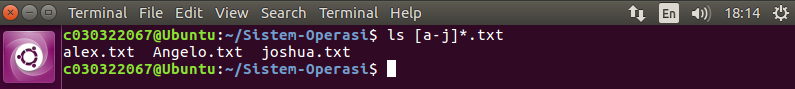 Terminal Terminal File Edit View Search Terminal Help En 18:14
c030322067@Ubuntu:~/Sistem-Operasi$ ls [a-j]*.txt
alex.txt Angelo.txt joshua.txt
c030322067@Ubuntu:~/Sistem-Operasi$